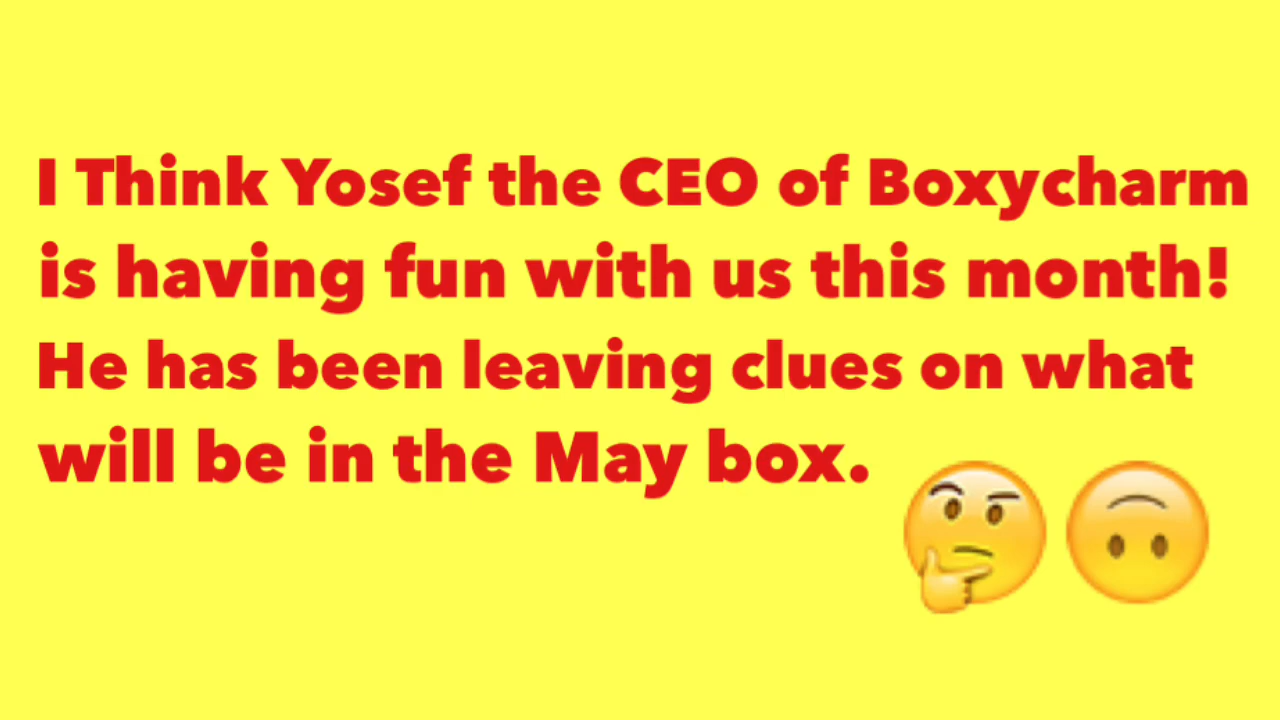 I Think Yosef the CEO of Boxycharm
is having fun with us this month!
He has been leaving clues on what
will be in the May box.